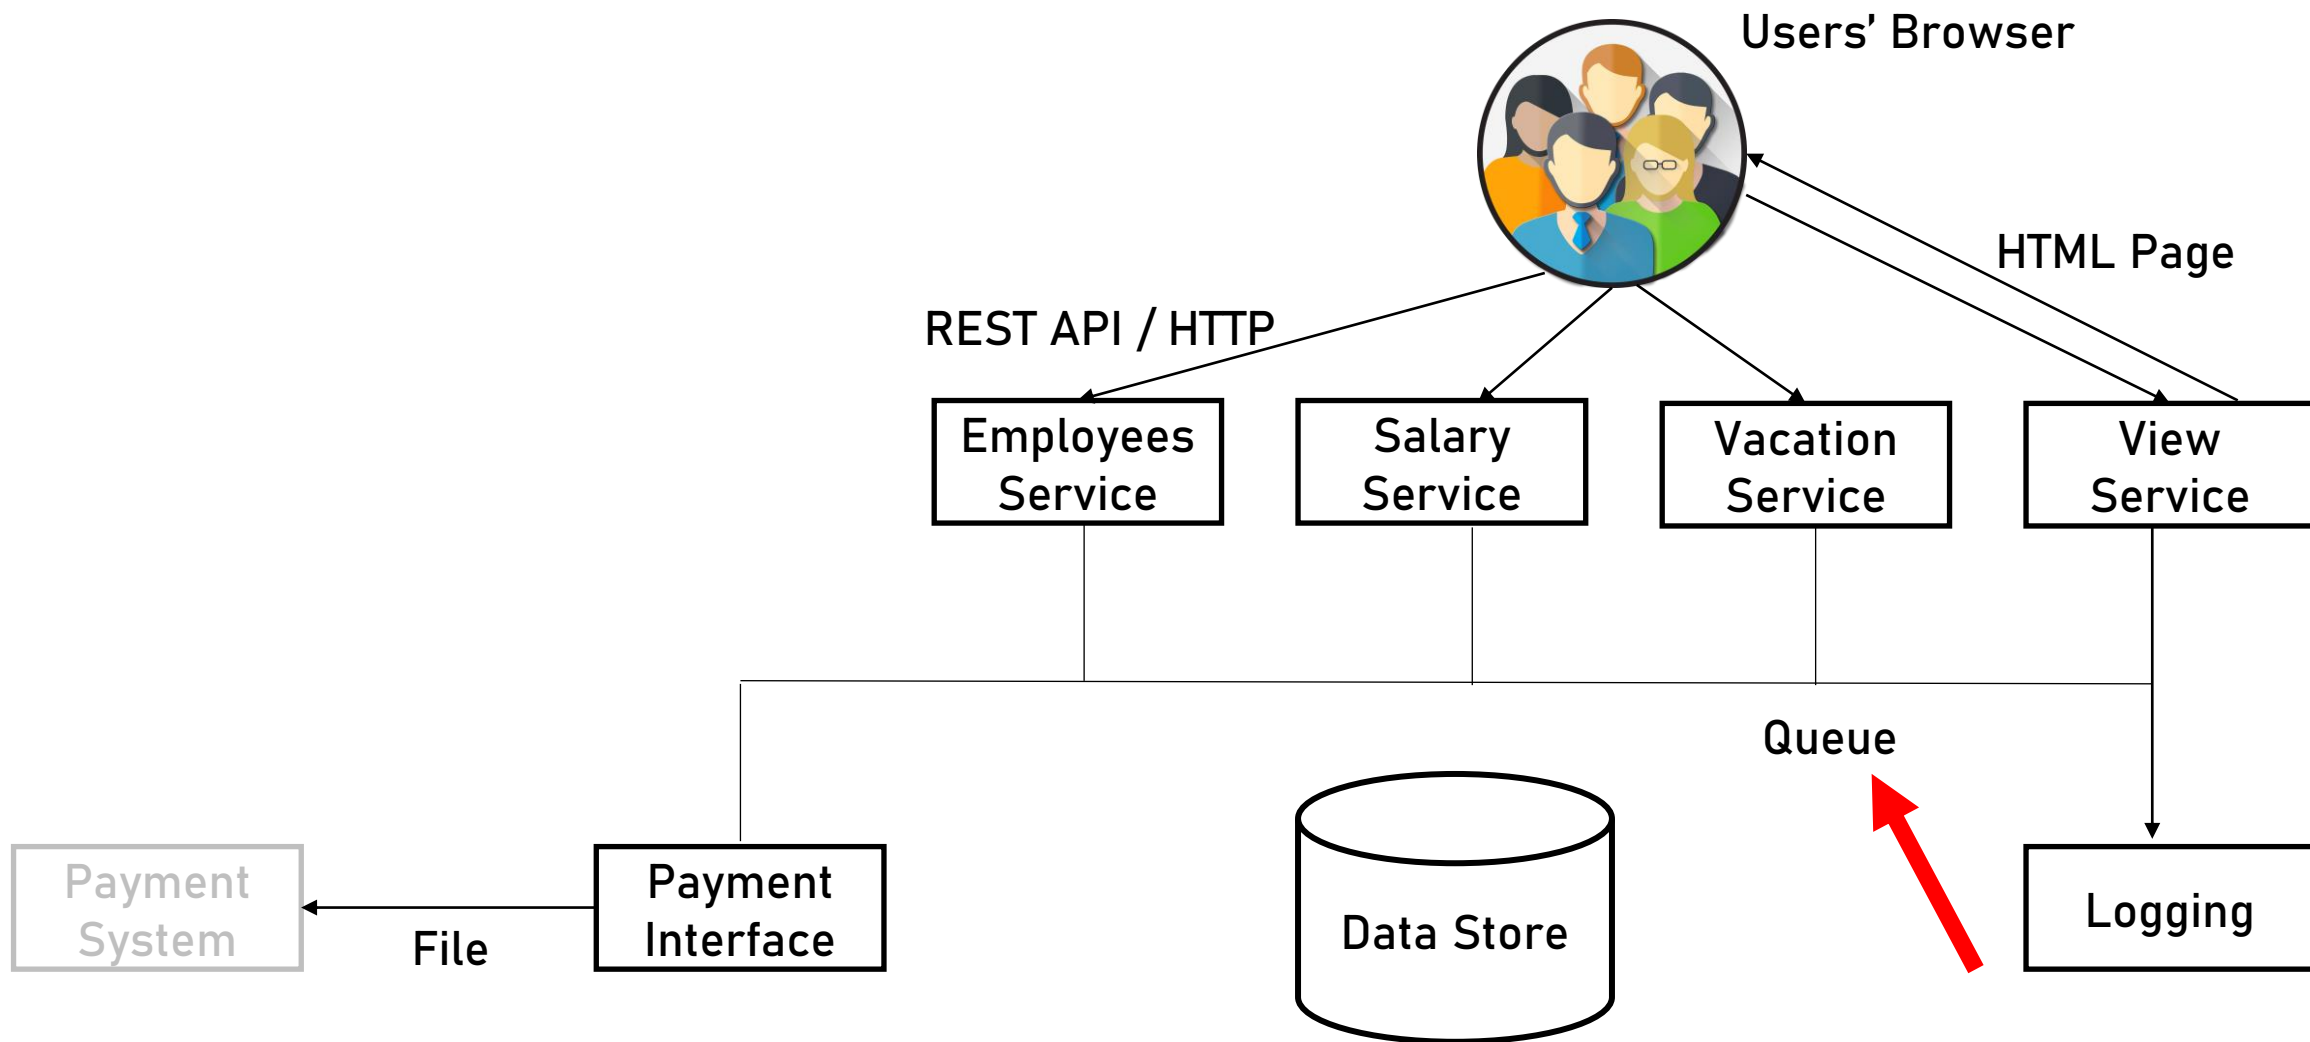 Users’ Browser
HTML Page
REST API / HTTP
Employees
Service
Salary
Service
Vacation
Service
View
Service
Queue
Payment
System
File
Payment
Interface
Data Store
Logging